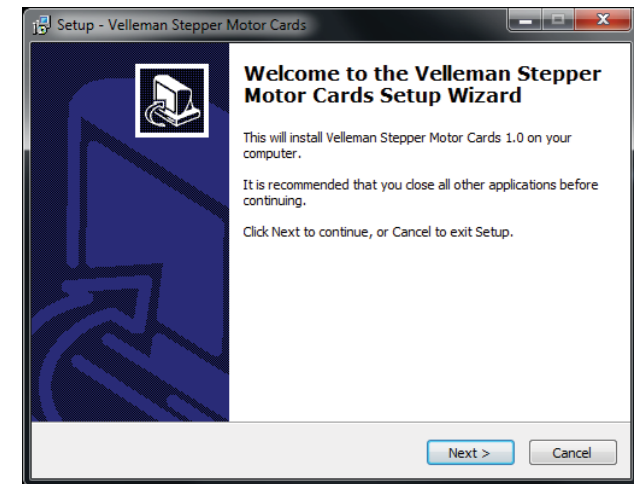 Setup - Velleman Stepper Motor Cards
Welcome to the Velleman Stepper
Motor Cards Setup Wizard
This will install Velleman Stepper Motor Cards 1.0 on your
computer.
It is recommended that you close all other applications before
continuing.
Click Next to continue, or Cancel to exit Setup.
Next >
Cancel